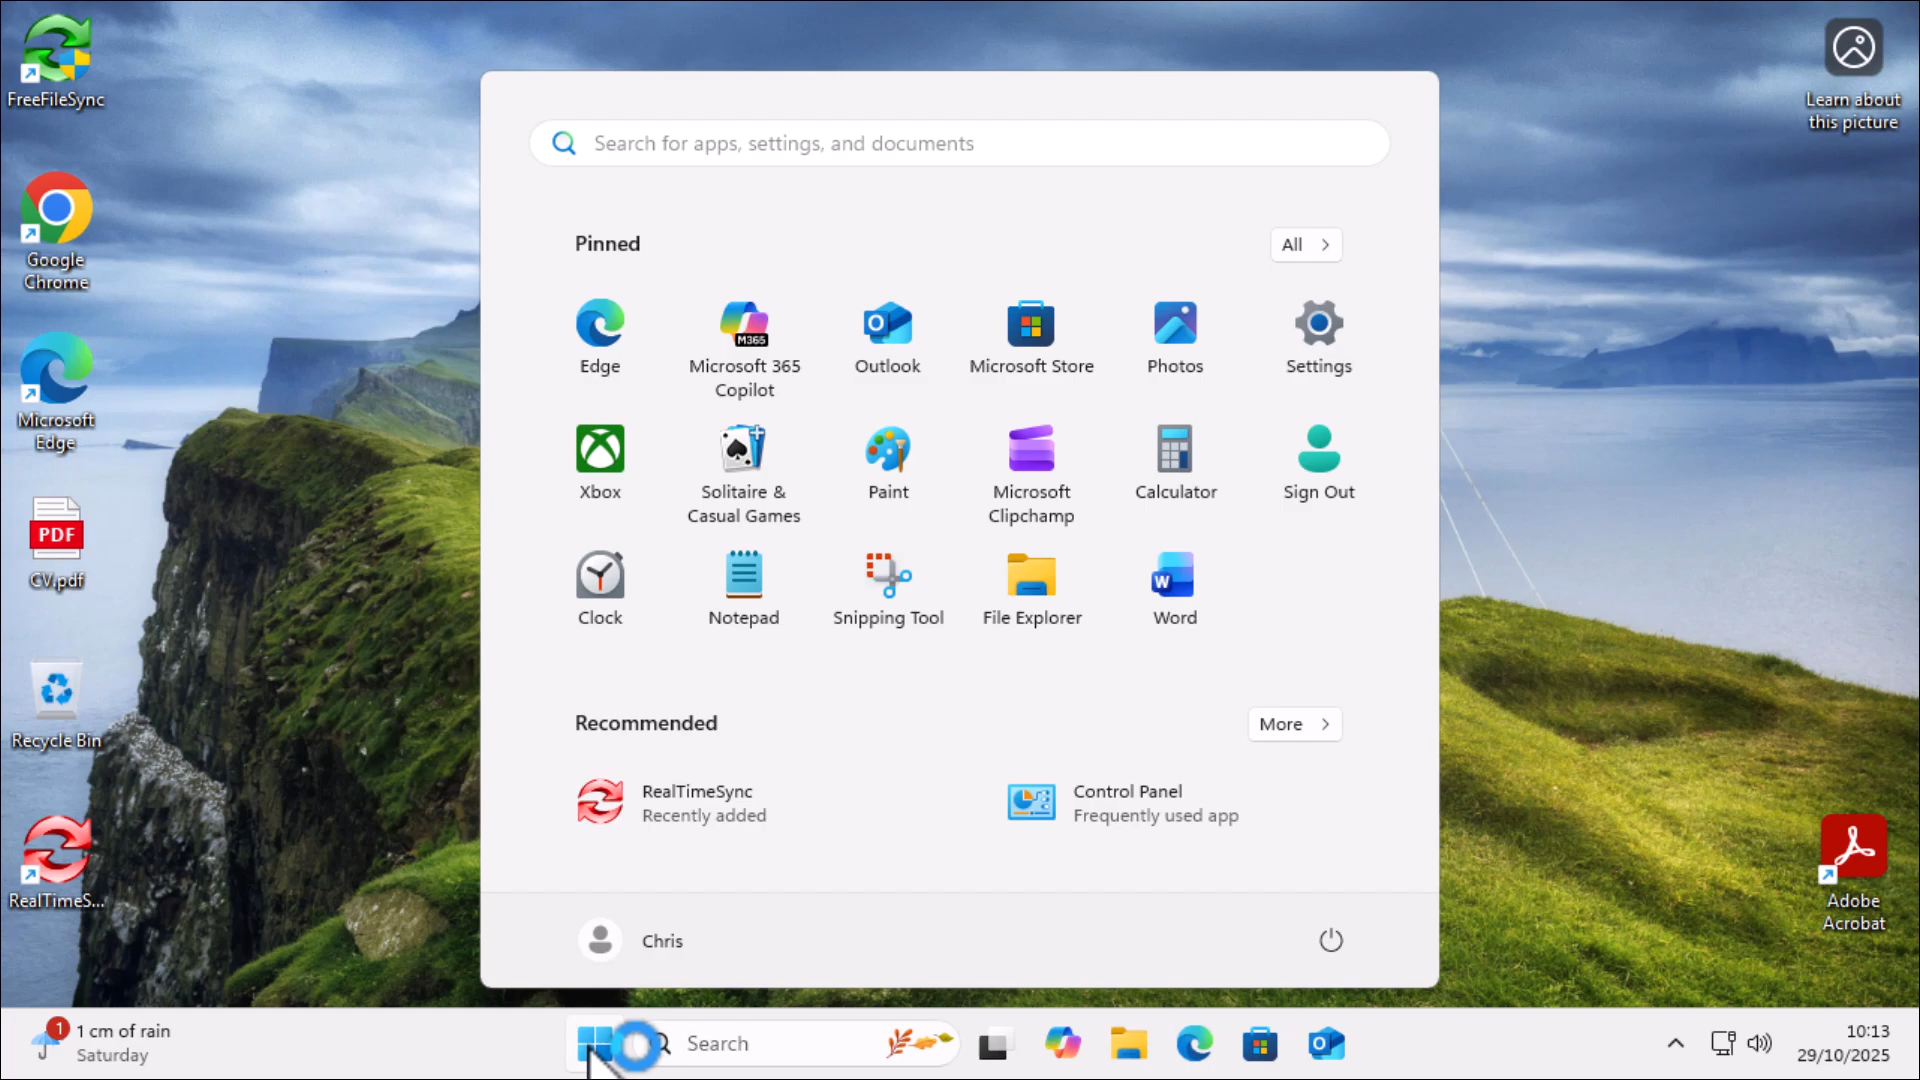 FreeFileSync
Google
Chrome
Microsoft
Edge
PDF
CV.pdf
Recycle Bin
RealTimeS...
Learn about
this picture
Adobe
Acrobat
Search for apps, settings, and documents
Pinned
All
Edge
M365
Microsoft 365
Copilot
Outlook
Microsoft Store
Photos
Settings
Xbox
Solitaire &
Casual Games
Paint
Microsoft
Clipchamp
Calculator
Sign Out
Clock
Notepad
Snipping Tool
File Explorer
Word
Recommended
More
RealTimeSync
Recently added
Control Panel
Frequently used app
Chris
1
1 cm of rain
Saturday
Search
10:13
29/10/2025